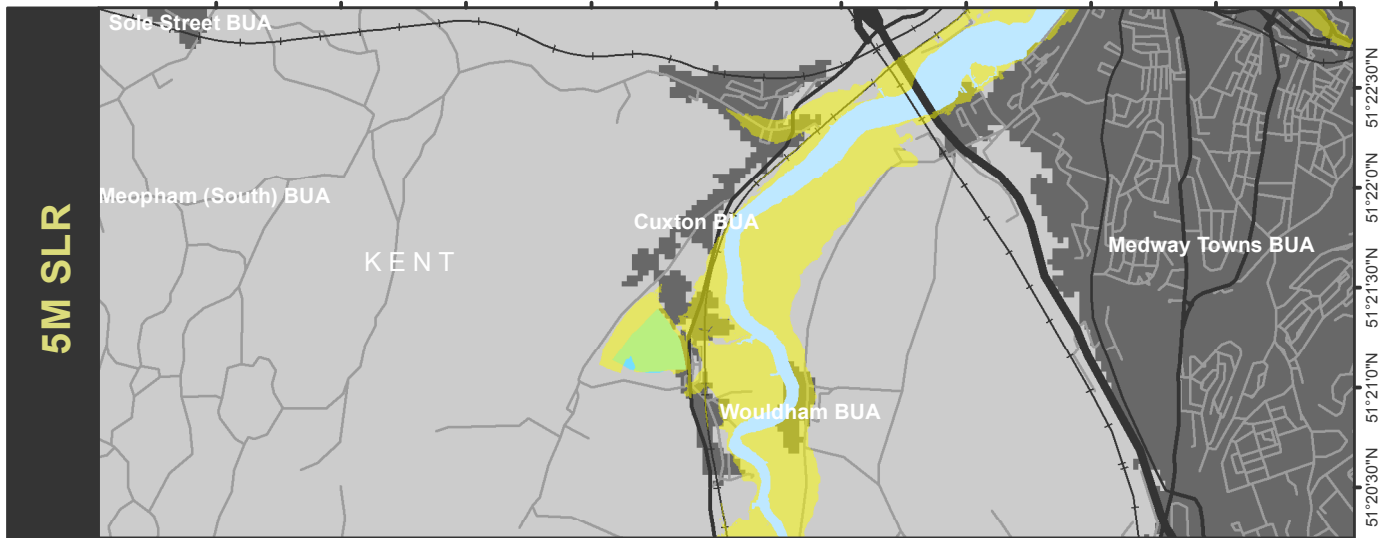 5M SLR
Sole Street BUA
Meopham (South) BUA
KENT
Cuxton BUA
Medway Towns BUA
Wouldham BUA
51°22'30"N
51°22'0"N
51°21'30"N
51°21'0"N
51°20'30"N